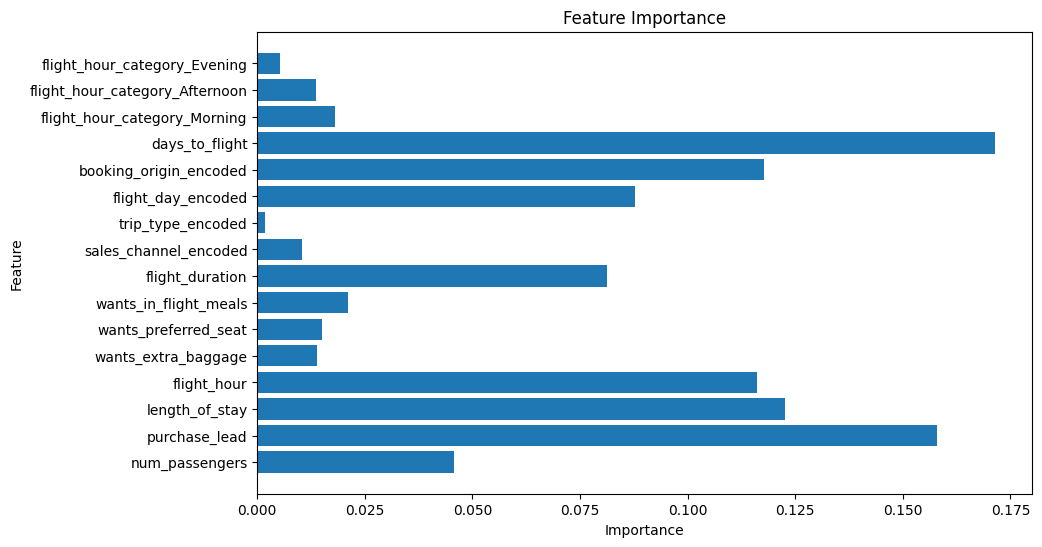 Feature Importance
flight_hour_category_Evening
flight_hour_category_Afternoon
flight_hour_category_Morning
days_to_flight
booking_origin_encoded
flight_day_encoded
trip_type_encoded
sales_channel_encoded
flight_duration
wants_in_flight_meals
wants_preferred_seat
wants_extra_baggage
flight_hour
length_of_stay
purchase_lead
num_passengers
Feature
0.000 0.025 0.050 0.075 0.100 0.125 0.150 0.175
Importance